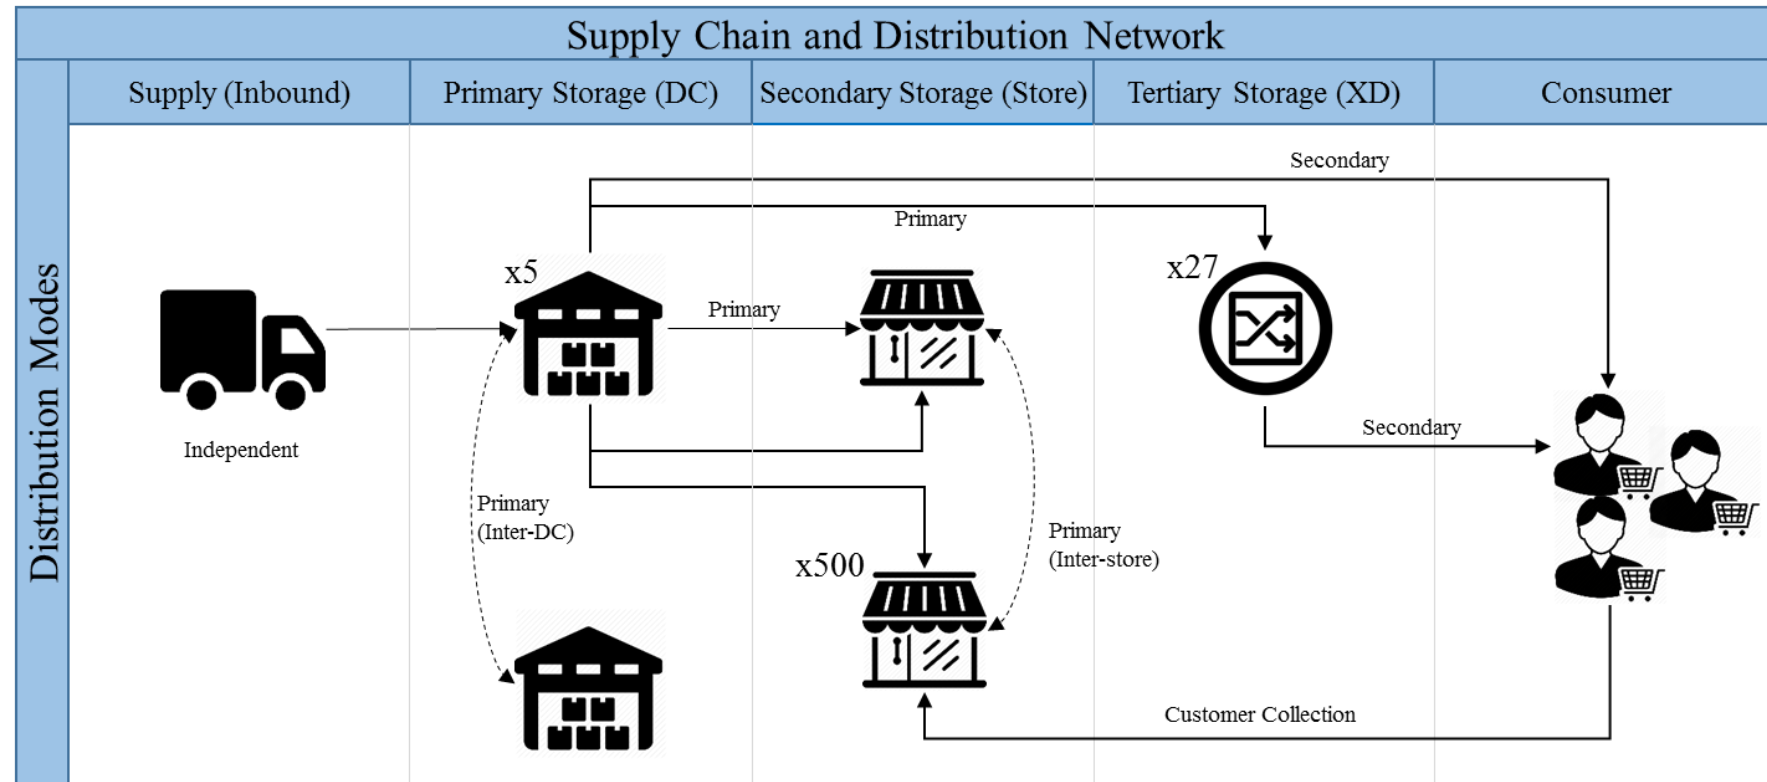 Supply Chain and Distribution Network
Distribution Modes
Supply (Inbound)
Primary Storage (DC)
Secondary Storage (Store)
Tertiary Storage (XD)
Consumer
Secondary
Primary
x5
x27
Primary
Independent
Secondary
Primary
(Inter-DC)
Primary
(Inter-store)
x500
Customer Collection